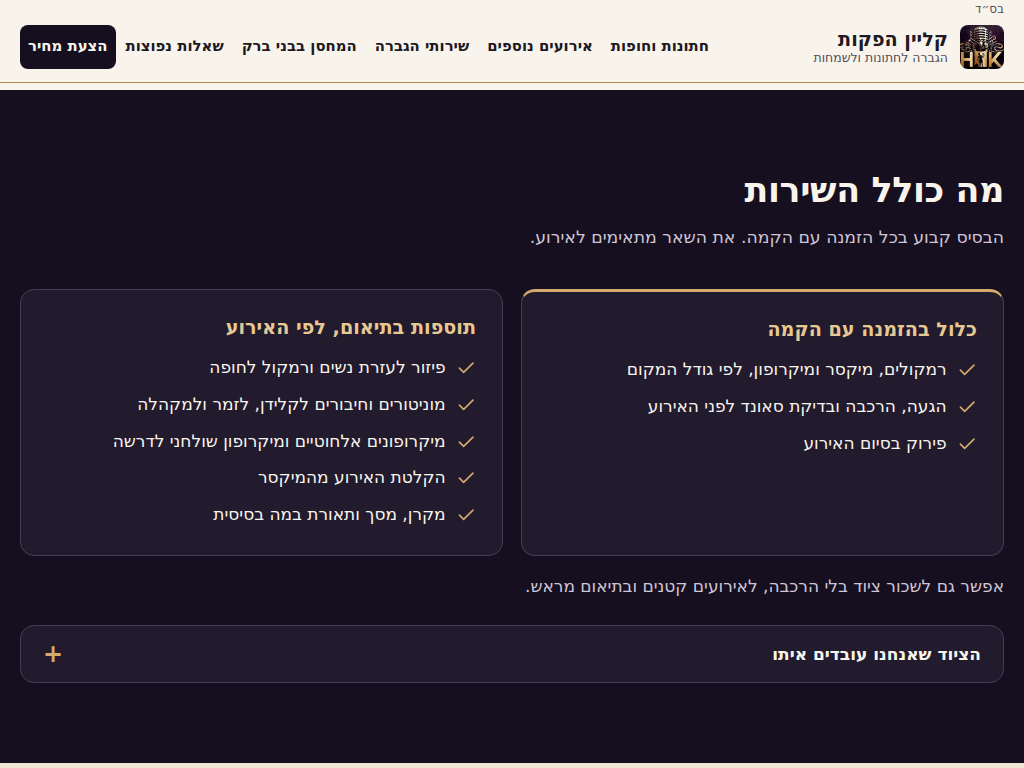 בס״ד
קליין הפקות
הגברה לחתונות ולשמחות
חתונות וחופות
אירועים נוספים
שירותי הגברה
המחסן בבני ברק
שאלות נפוצות
הצעת מחיר
מה כולל השירות
הבסיס קבוע בכל הזמנה עם הקמה. את השאר מתאימים לאירוע.
כלול בהזמנה עם הקמה
רמקולים, מיקסר ומיקרופון, לפי גודל המקום
הגעה, הרכבה ובדיקת סאונד לפני האירוע
פירוק בסיום האירוע
תוספות בתיאום, לפי האירוע
פיזור לעזרת נשים ורמקול לחופה
מוניטורים וחיבורים לקלידן, לזמר ולמקהלה
מיקרופונים אלחוטיים ומיקרופון שולחני לדרשה
הקלטת האירוע מהמיקסר
מקרן, מסך ותאורת במה בסיסית
אפשר גם לשכור ציוד בלי הרכבה, לאירועים קטנים ובתיאום מראש.
הציוד שאנחנו עובדים איתו